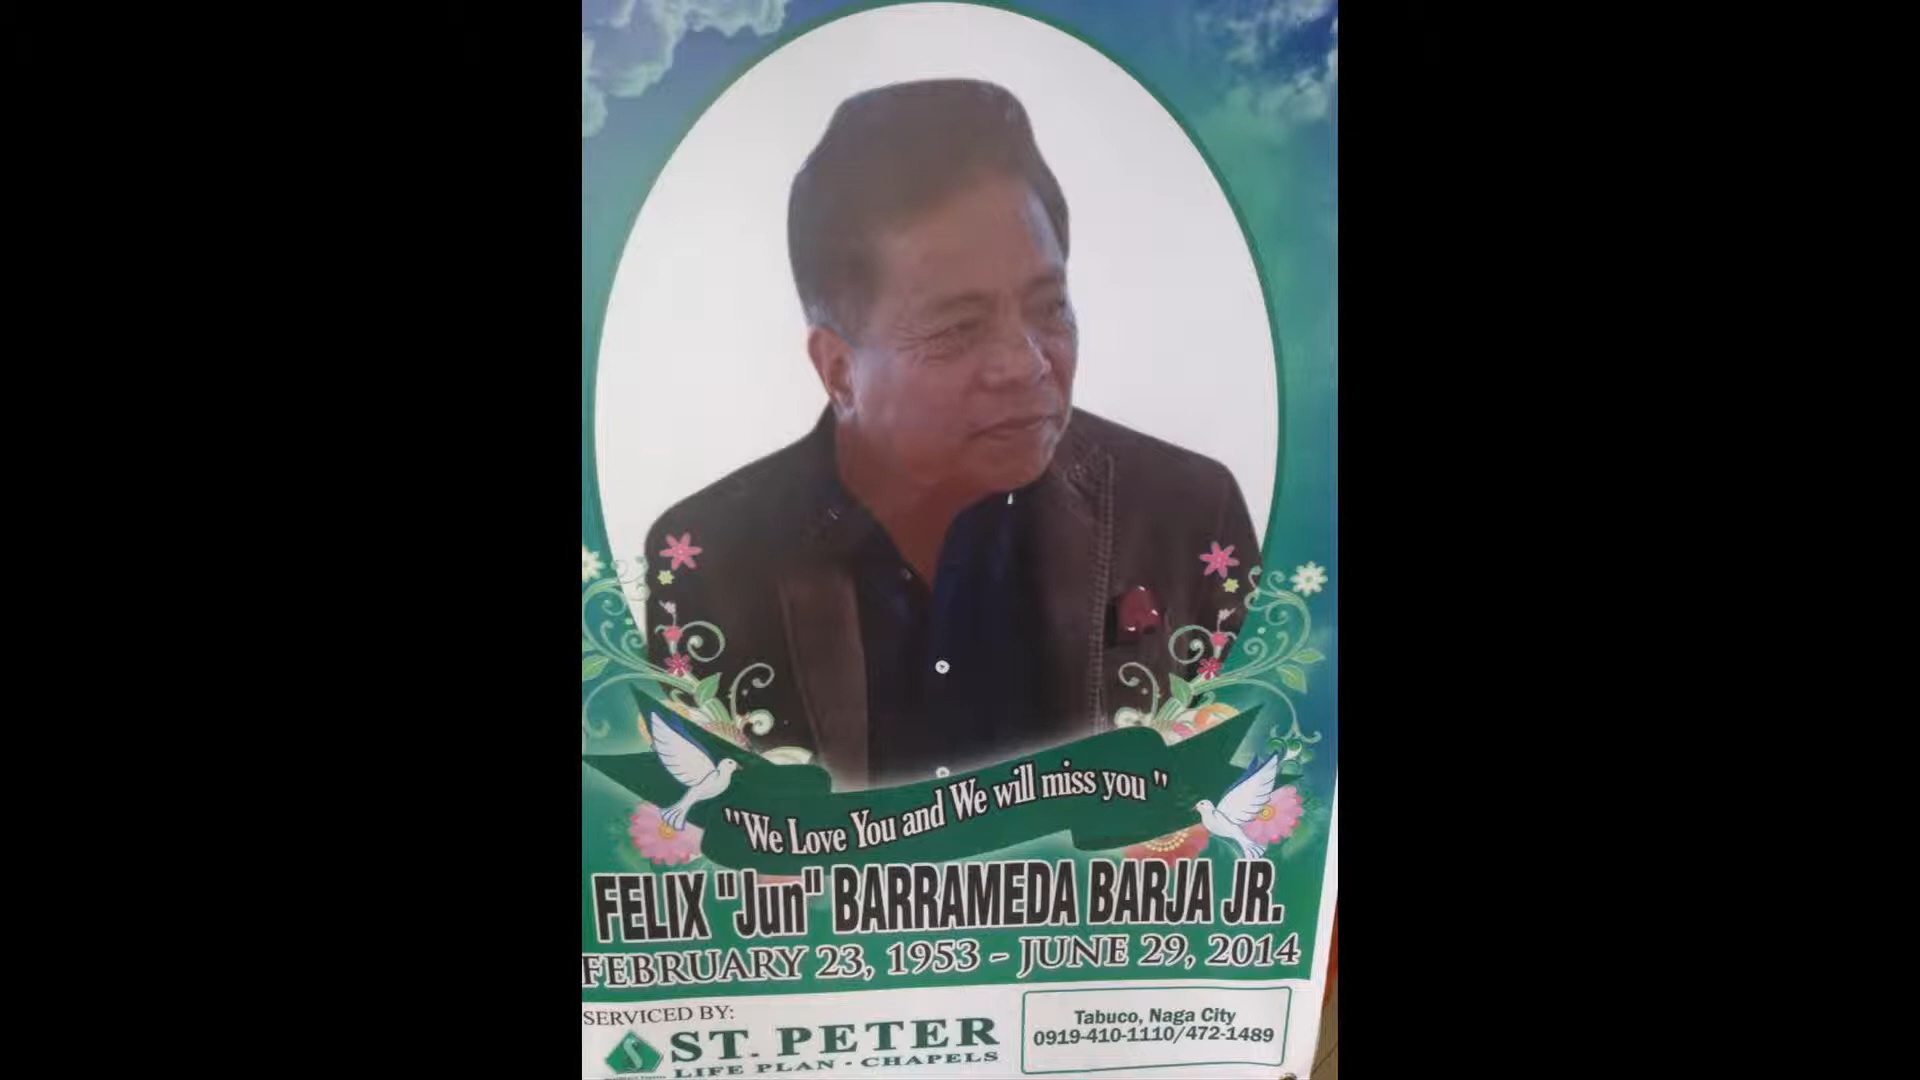 "We Love You and We will miss you"
FELIX "Jun" BARRAMEDA BARJA JR.
FEBRUARY 23, 1953 - JUNE 29, 2014
SERVICED BY:
ST. PETER
LIFE PLAN - CHAPELS
Tabuco, Naga City
0919-410-1110/472-1489